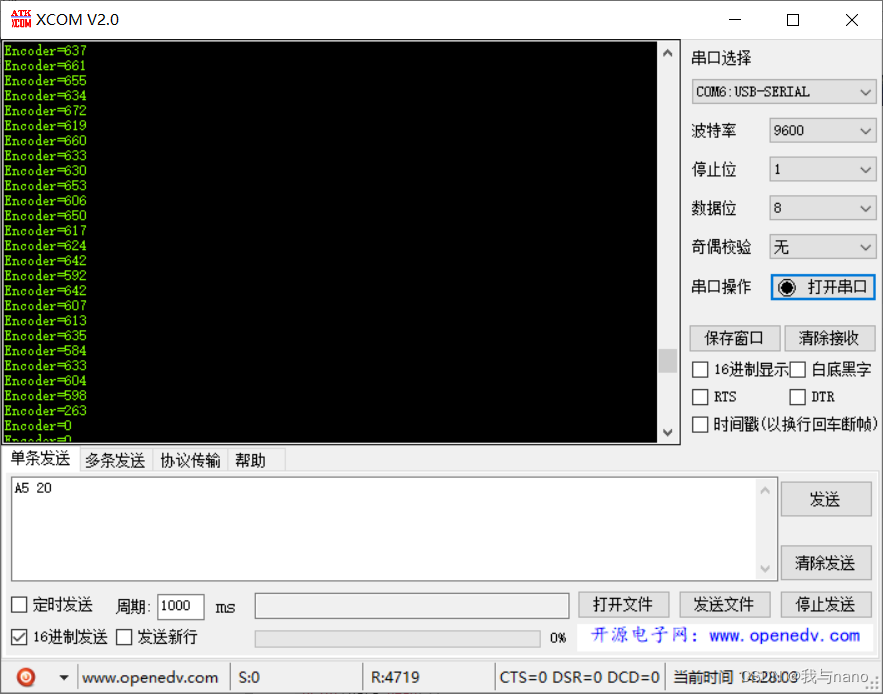 ATK XCOM XCOM V2.0
Encoder=637
Encoder=661
Encoder=655
Encoder=634
Encoder=672
Encoder=619
Encoder=660
Encoder=633
Encoder=630
Encoder=653
Encoder=606
Encoder=650
Encoder=617
Encoder=624
Encoder=642
Encoder=592
Encoder=642
Encoder=607
Encoder=613
Encoder=635
Encoder=584
Encoder=633
Encoder=604
Encoder=598
Encoder=263
Encoder=0
Encoder=0
串口选择
COM6:USB-SERIAL
波特率 9600
停止位 1
数据位 8
奇偶校验 无
串口操作 打开串口
保存窗口 清除接收
16进制显示 白底黑字
RTS DTR
时间戳(以换行回车断帧)
单条发送 多条发送 协议传输 帮助
A5 20
发送
清除发送
定时发送 周期: 1000 ms 打开文件 发送文件 停止发送
16进制发送 发送新行 0% 开源电子网: www.openedv.com
www.openedv.com S:0 R:4719 CTS=0 DSR=0 DCD=0 当前时间 14:28:09